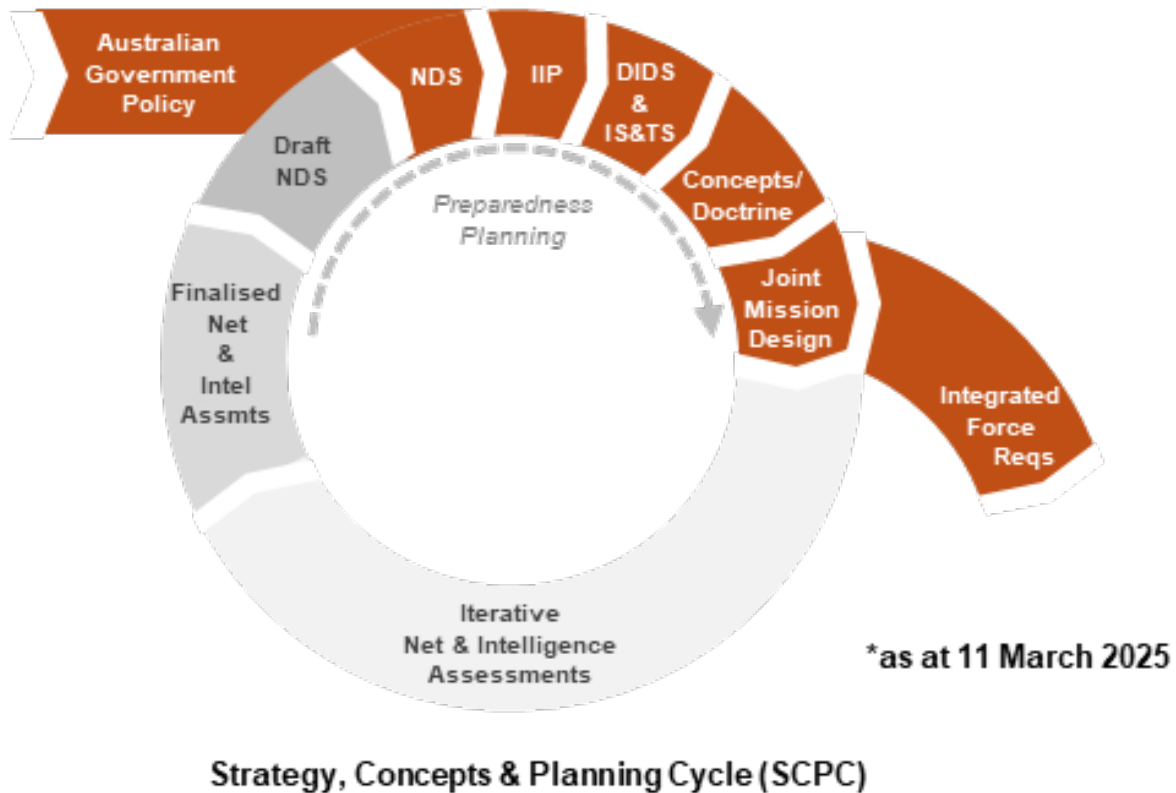 Australian
Government
Policy
NDS
IIP
DIDS
&
IS&TS
Concepts/
Doctrine
Joint
Mission
Design
Integrated
Force
Reqs
Draft
NDS
Preparedness
Planning
Finalised
Net
&
Intel
Assmts
Iterative
Net & Intelligence
Assessments
*as at 11 March 2025
Strategy, Concepts & Planning Cycle (SCPC)